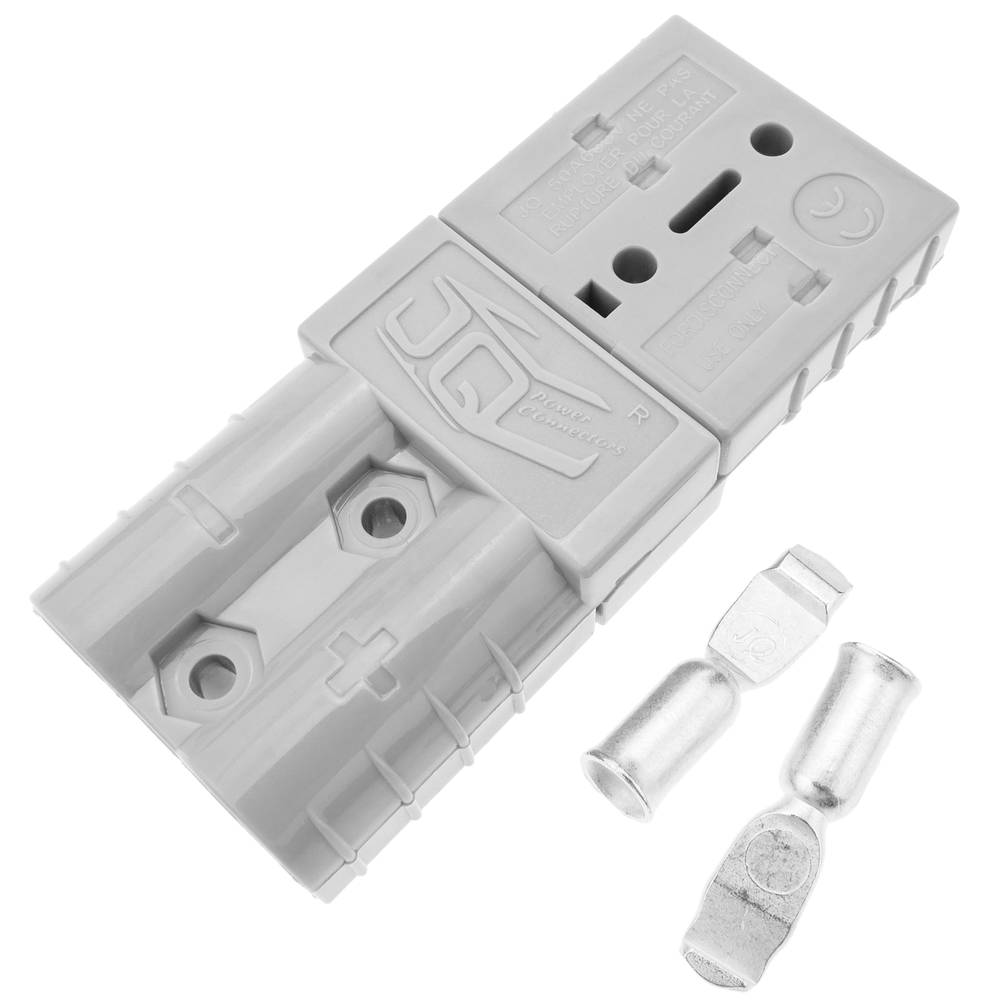 JQ 50A600V NE PAS
EMPLOYER POUR LA
RUPTURE DU COURANT
FOR DISCONNECT
USE ONLY
JQ
Power
Connectors
R
JQ